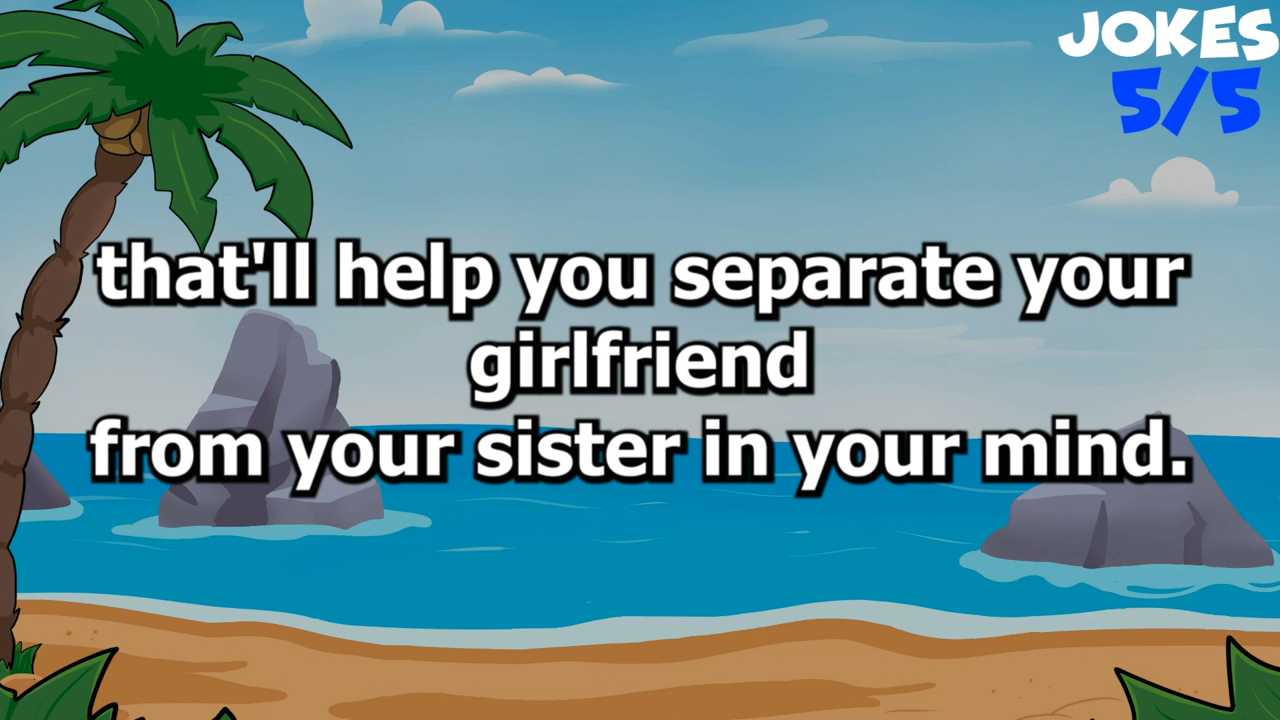 JOKES
5/5
that'll help you separate your
girlfriend
from your sister in your mind.